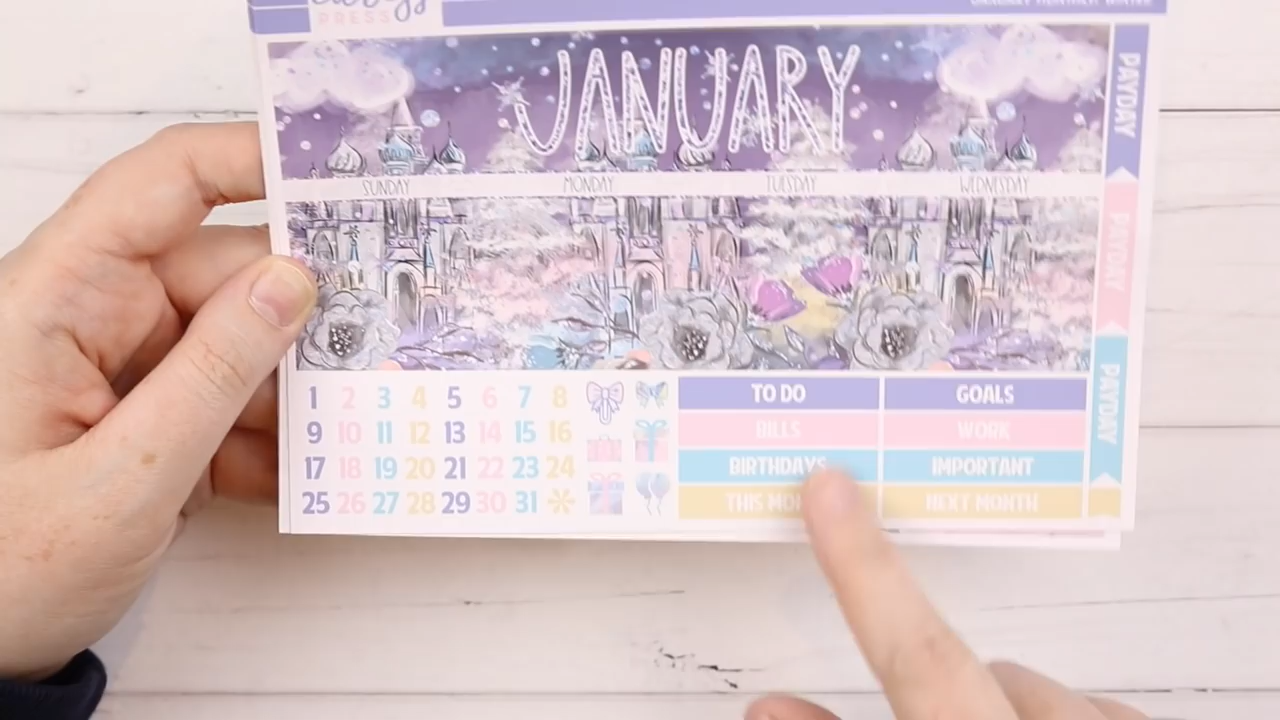 PRESS
JANUARY
SUNDAY MONDAY TUESDAY WEDNESDAY
PAYDAY
PAYDAY
PAYDAY
1 2 3 4 5 6 7 8
9 10 11 12 13 14 15 16
17 18 19 20 21 22 23 24
25 26 27 28 29 30 31 *
TO DO GOALS
BILLS WORK
BIRTHDAYS IMPORTANT
THIS NEXT MONTH